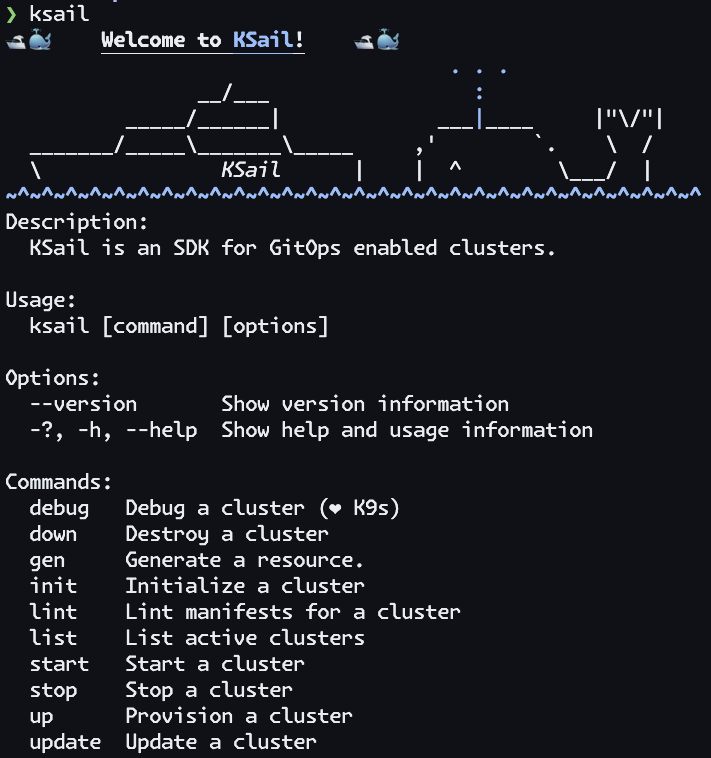 ❯ ksail
🛥️🐳    Welcome to KSail!    🛥️🐳
                                     . . .
                __/___                 :
          _____/______|             ___|____     |"\/"|
  _______/_____\_______\_____     ,'        `.    \  /
  \               KSail      |    |  ^        \___/  |
~^~^~^~^~^~^~^~^~^~^~^~^~^~^~^~^~^~^~^~^~^~^~^~^~^~^~^~^~^
Description:
  KSail is an SDK for GitOps enabled clusters.

Usage:
  ksail [command] [options]

Options:
  --version       Show version information
  -?, -h, --help  Show help and usage information

Commands:
  debug   Debug a cluster (❤ K9s)
  down    Destroy a cluster
  gen     Generate a resource.
  init    Initialize a cluster
  lint    Lint manifests for a cluster
  list    List active clusters
  start   Start a cluster
  stop    Stop a cluster
  up      Provision a cluster
  update  Update a cluster